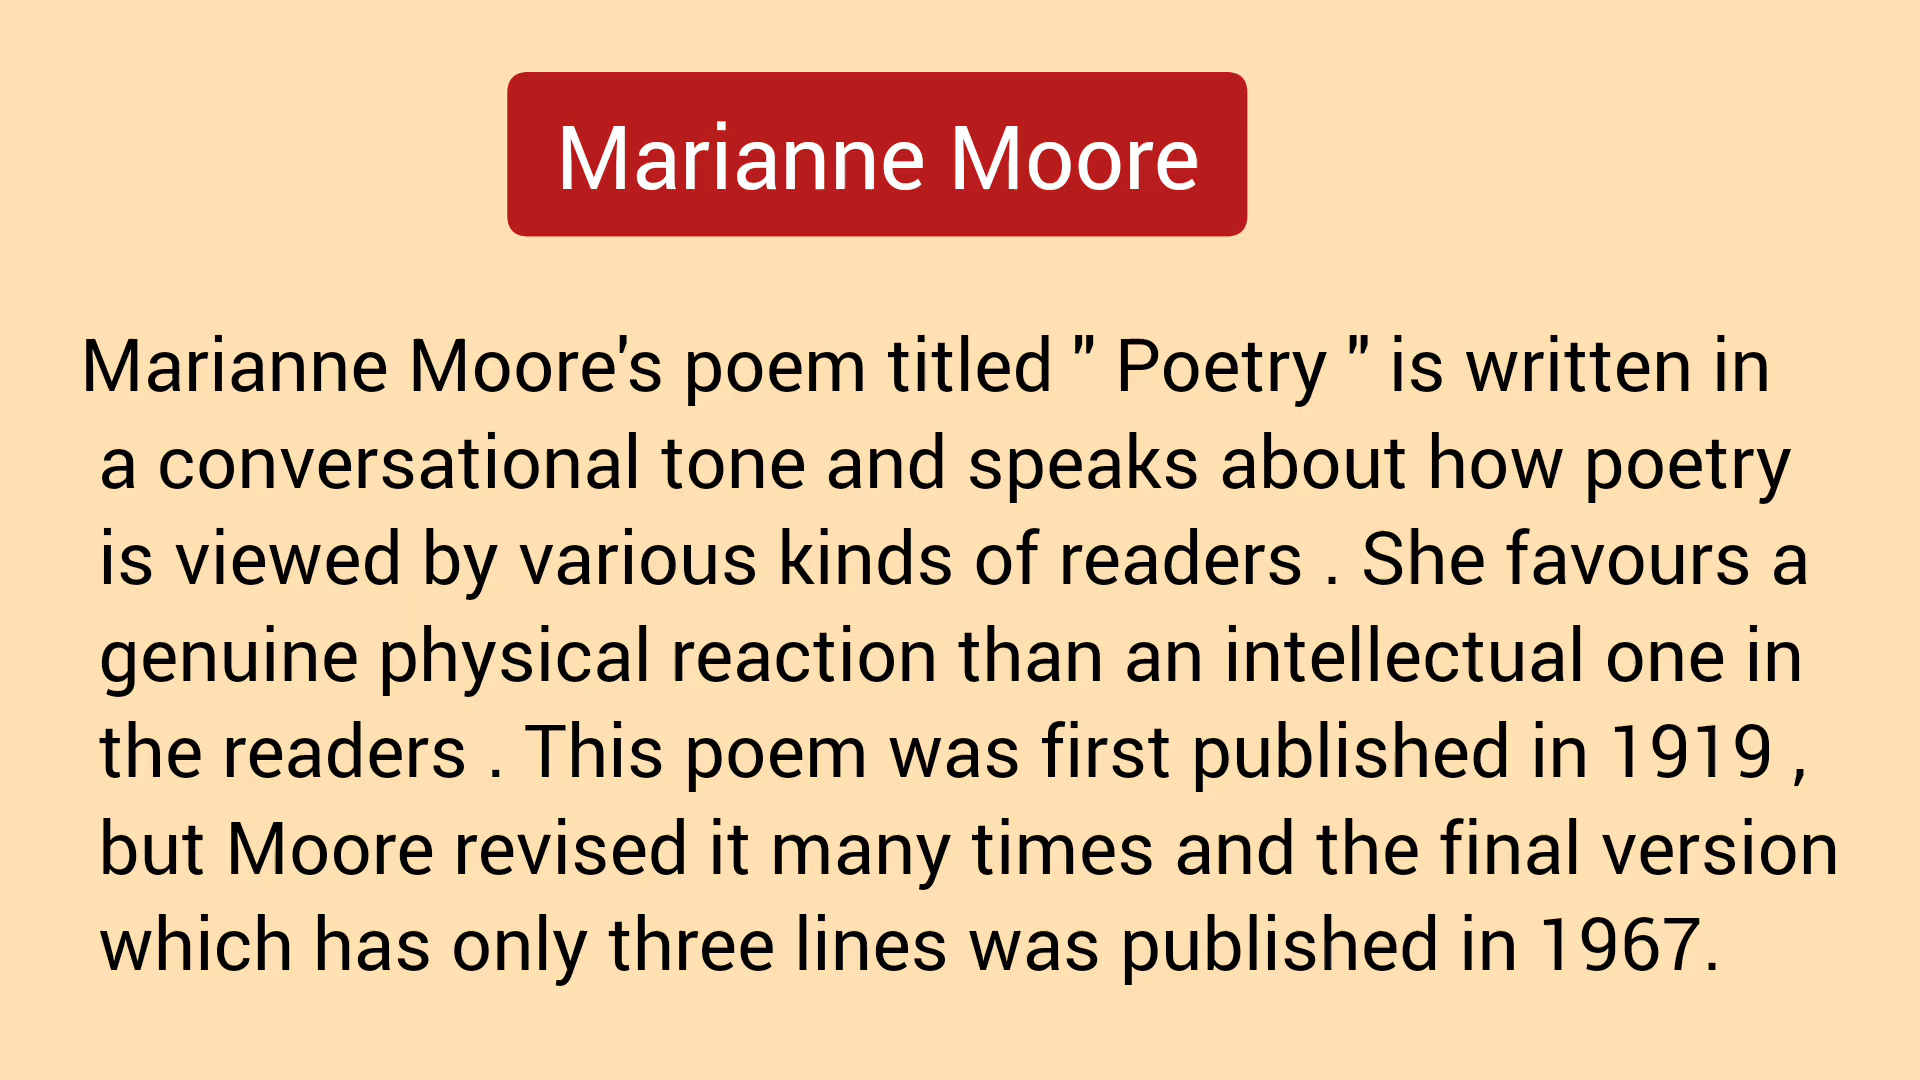 Marianne Moore
Marianne Moore's poem titled " Poetry " is written in
a conversational tone and speaks about how poetry
is viewed by various kinds of readers . She favours a
genuine physical reaction than an intellectual one in
the readers . This poem was first published in 1919 ,
but Moore revised it many times and the final version
which has only three lines was published in 1967.